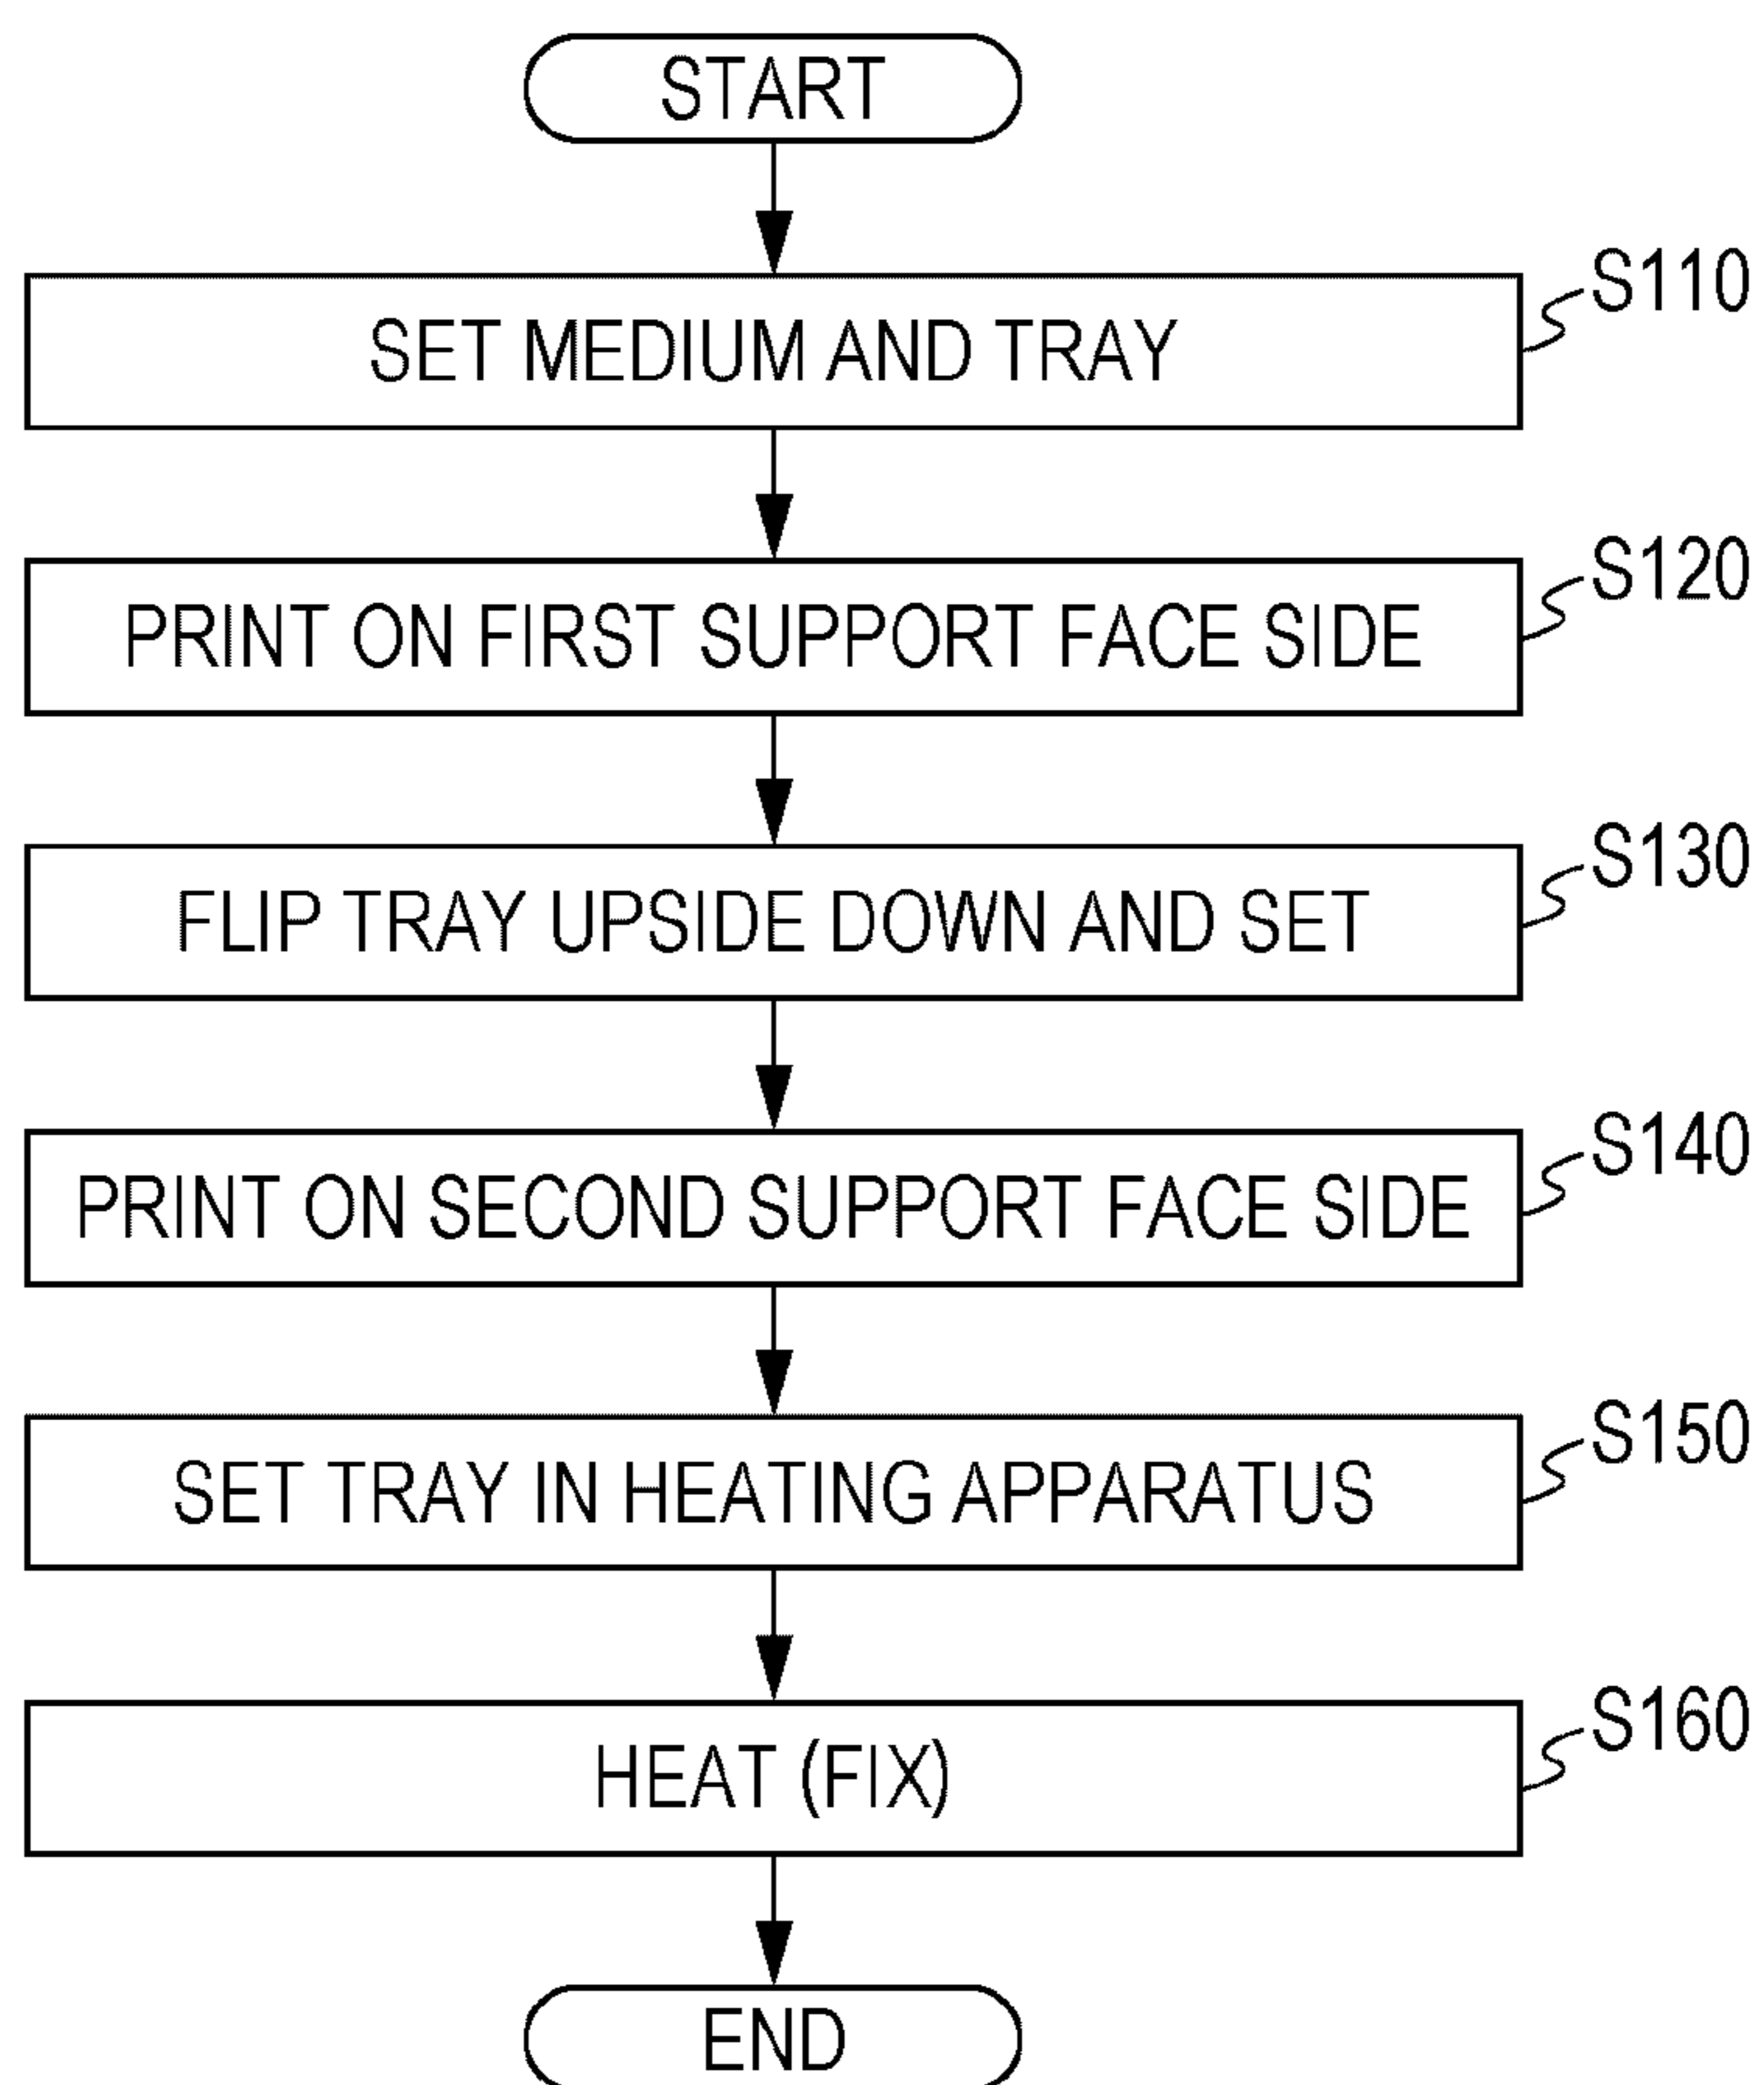 START
S110
SET MEDIUM AND TRAY
S120
PRINT ON FIRST SUPPORT FACE SIDE
S130
FLIP TRAY UPSIDE DOWN AND SET
S140
PRINT ON SECOND SUPPORT FACE SIDE
S150
SET TRAY IN HEATING APPARATUS
S160
HEAT (FIX)
END